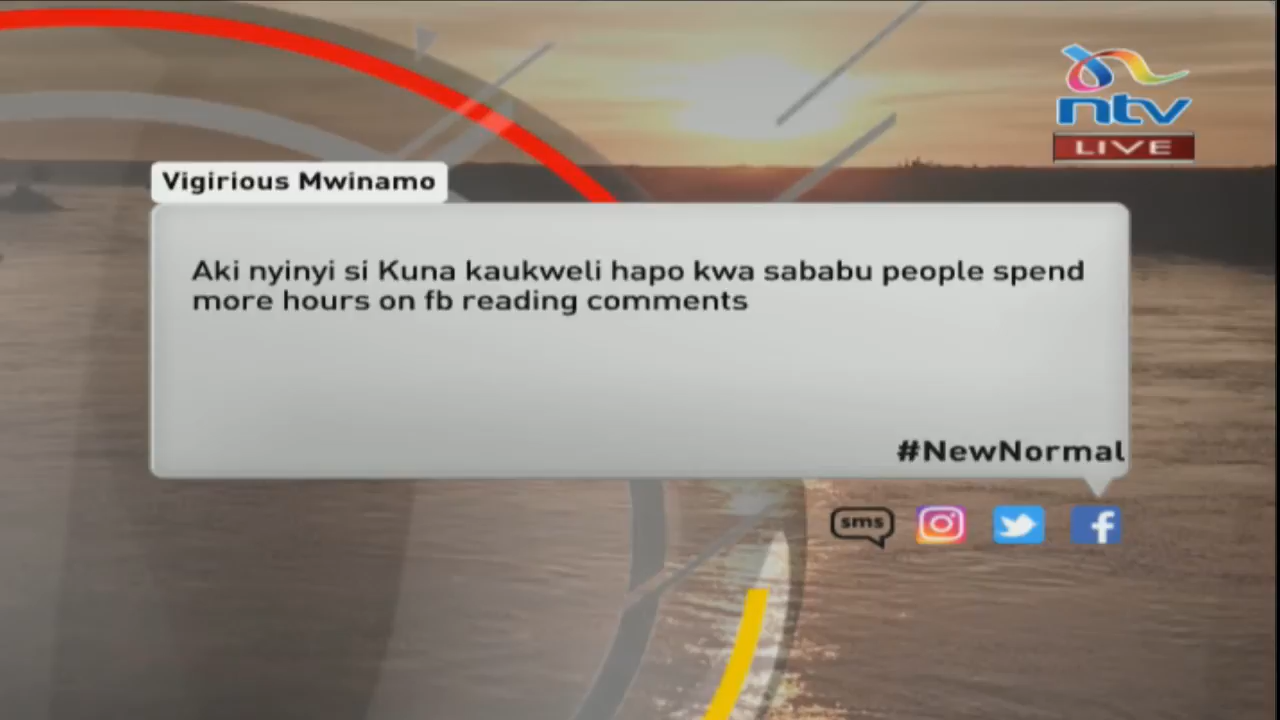 ntv
LIVE
Vigirious Mwinamo
Aki nyinyi si Kuna kaukweli hapo kwa sababu people spend
more hours on fb reading comments
#NewNormal
sms